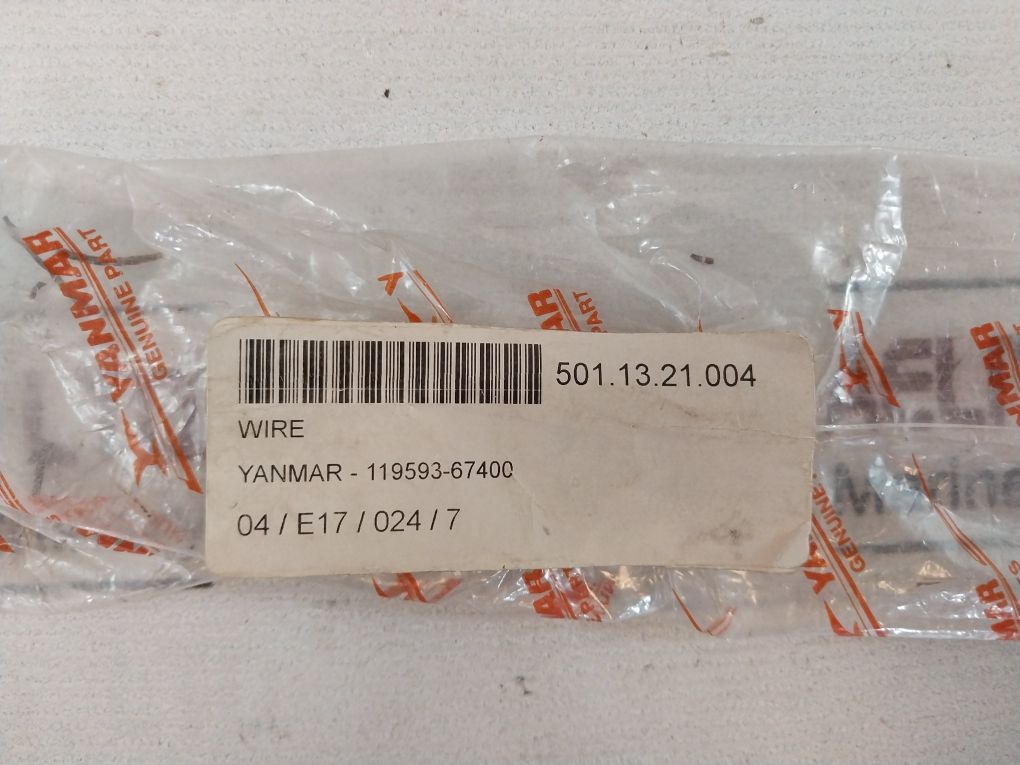 501.13.21.004
WIRE
YANMAR - 119593-67400
04 / E17 / 024 / 7
YANMAR
GENUINE PART